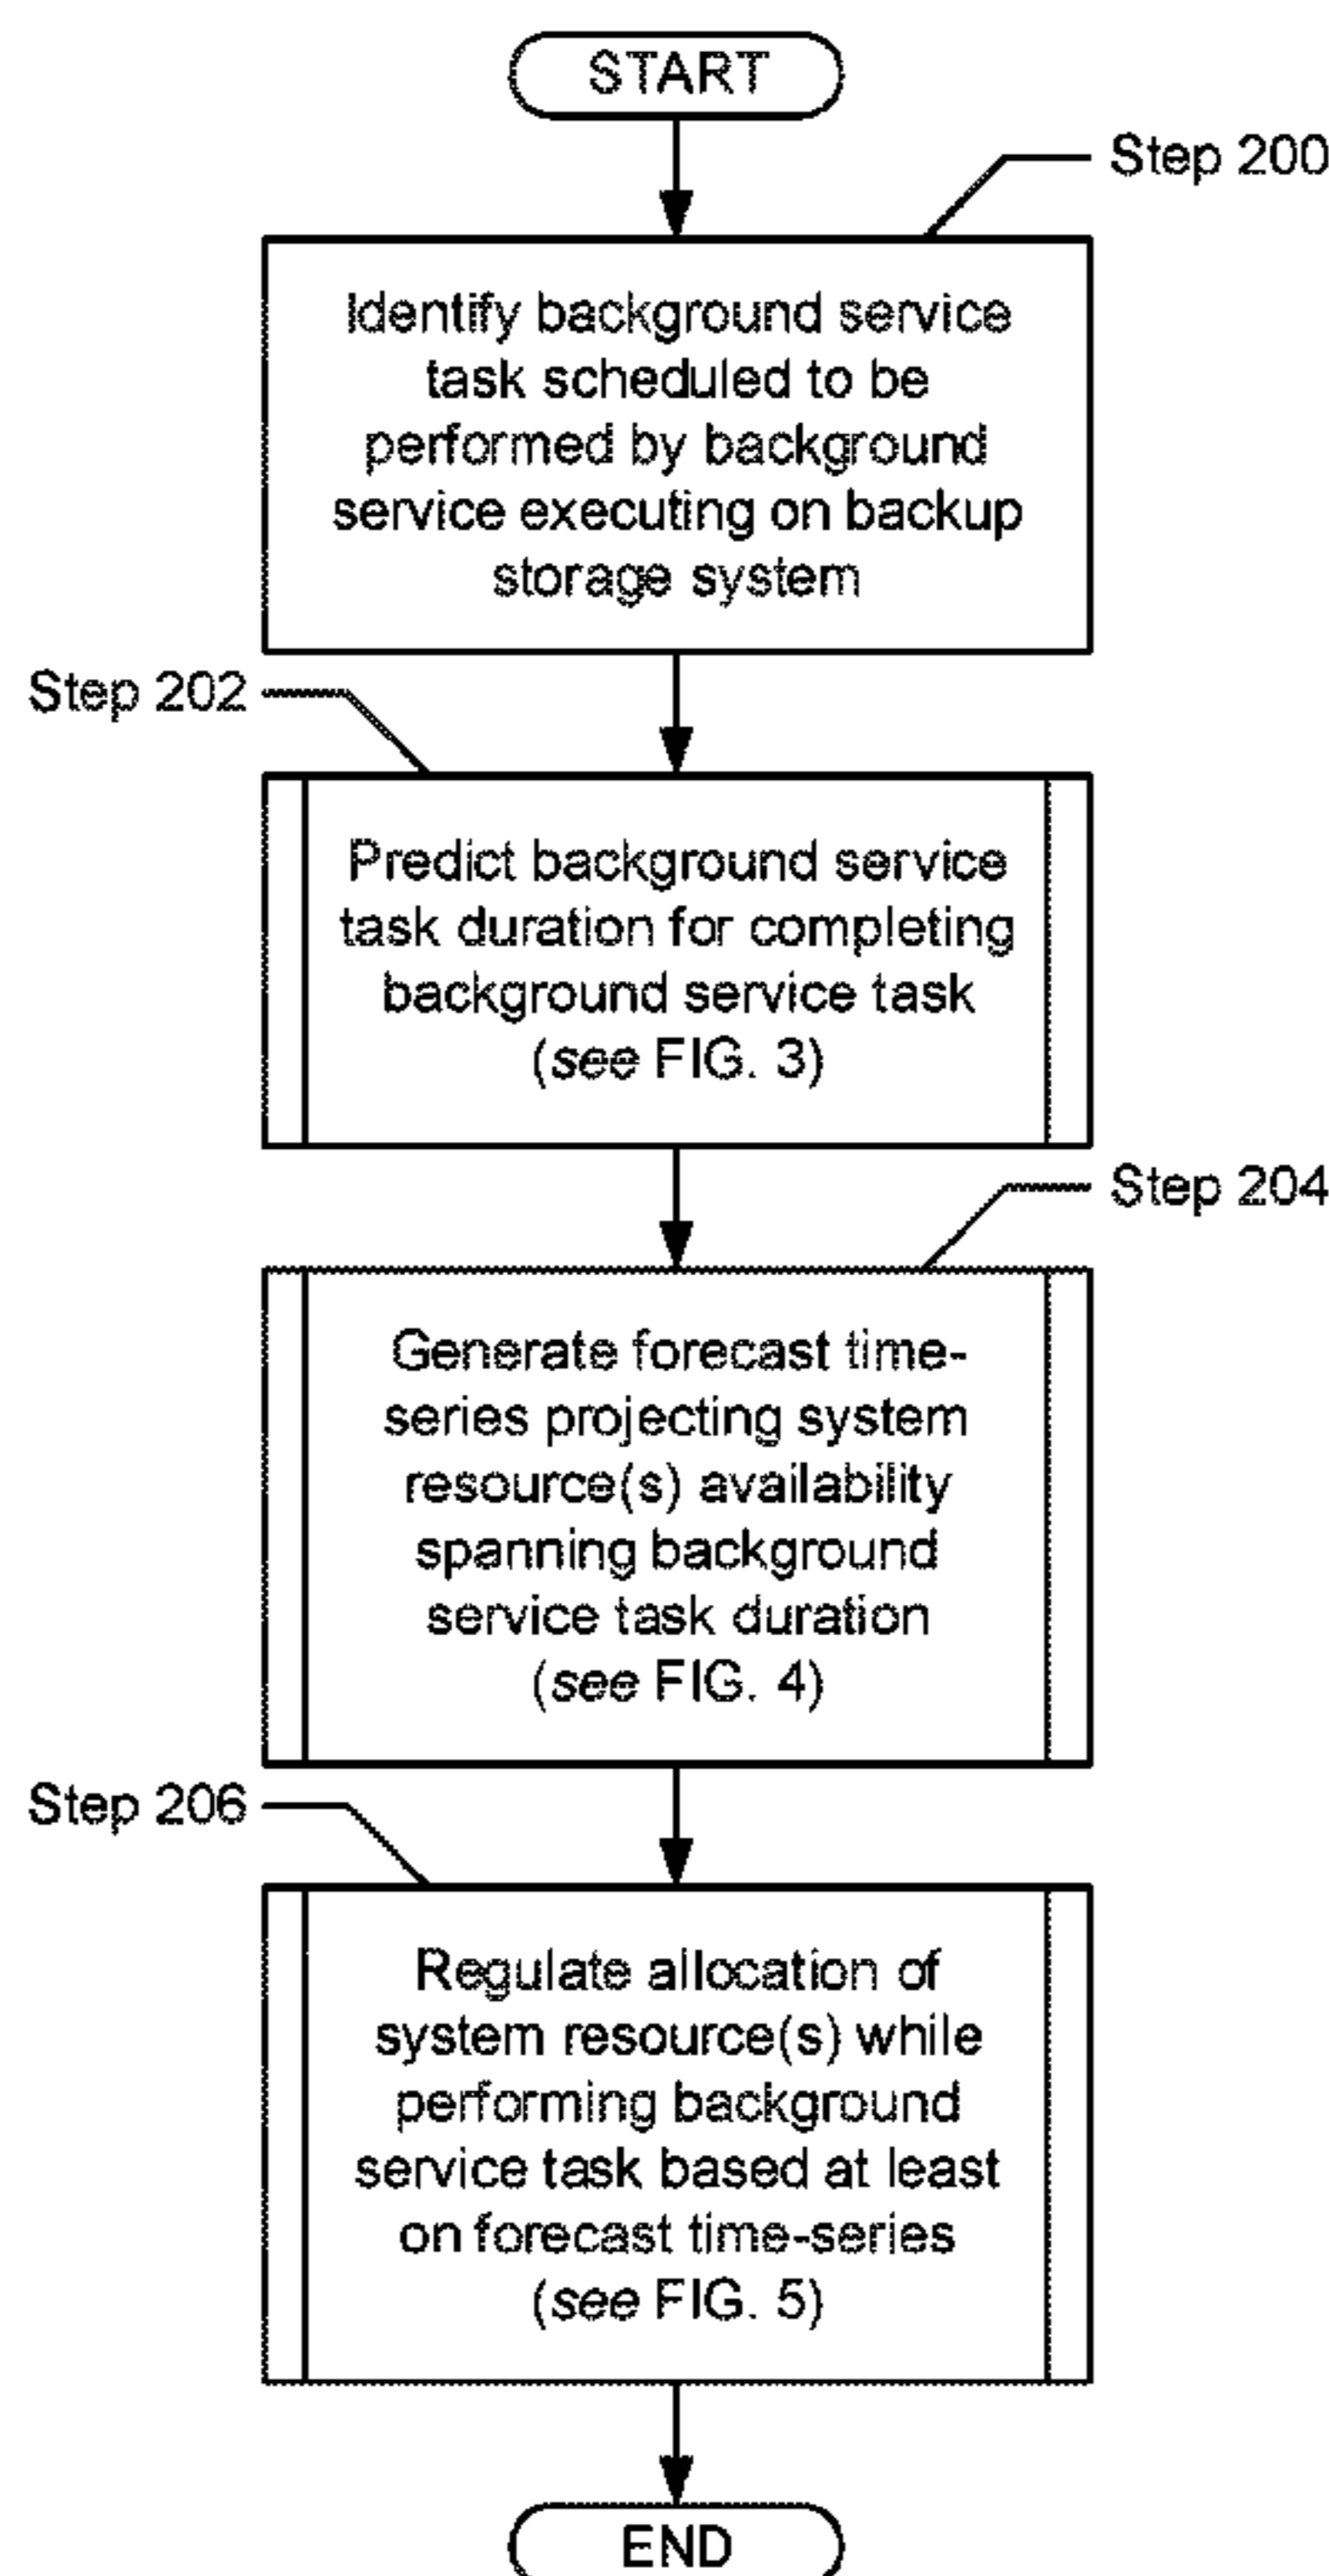 START
Step 200
Identify background service
task scheduled to be
performed by background
service executing on backup
storage system
Step 202
Predict background service
task duration for completing
background service task
(see FIG. 3)
Step 204
Generate forecast time-
series projecting system
resource(s) availability
spanning background
service task duration
(see FIG. 4)
Step 206
Regulate allocation of
system resource(s) while
performing background
service task based at least
on forecast time-series
(see FIG. 5)
END